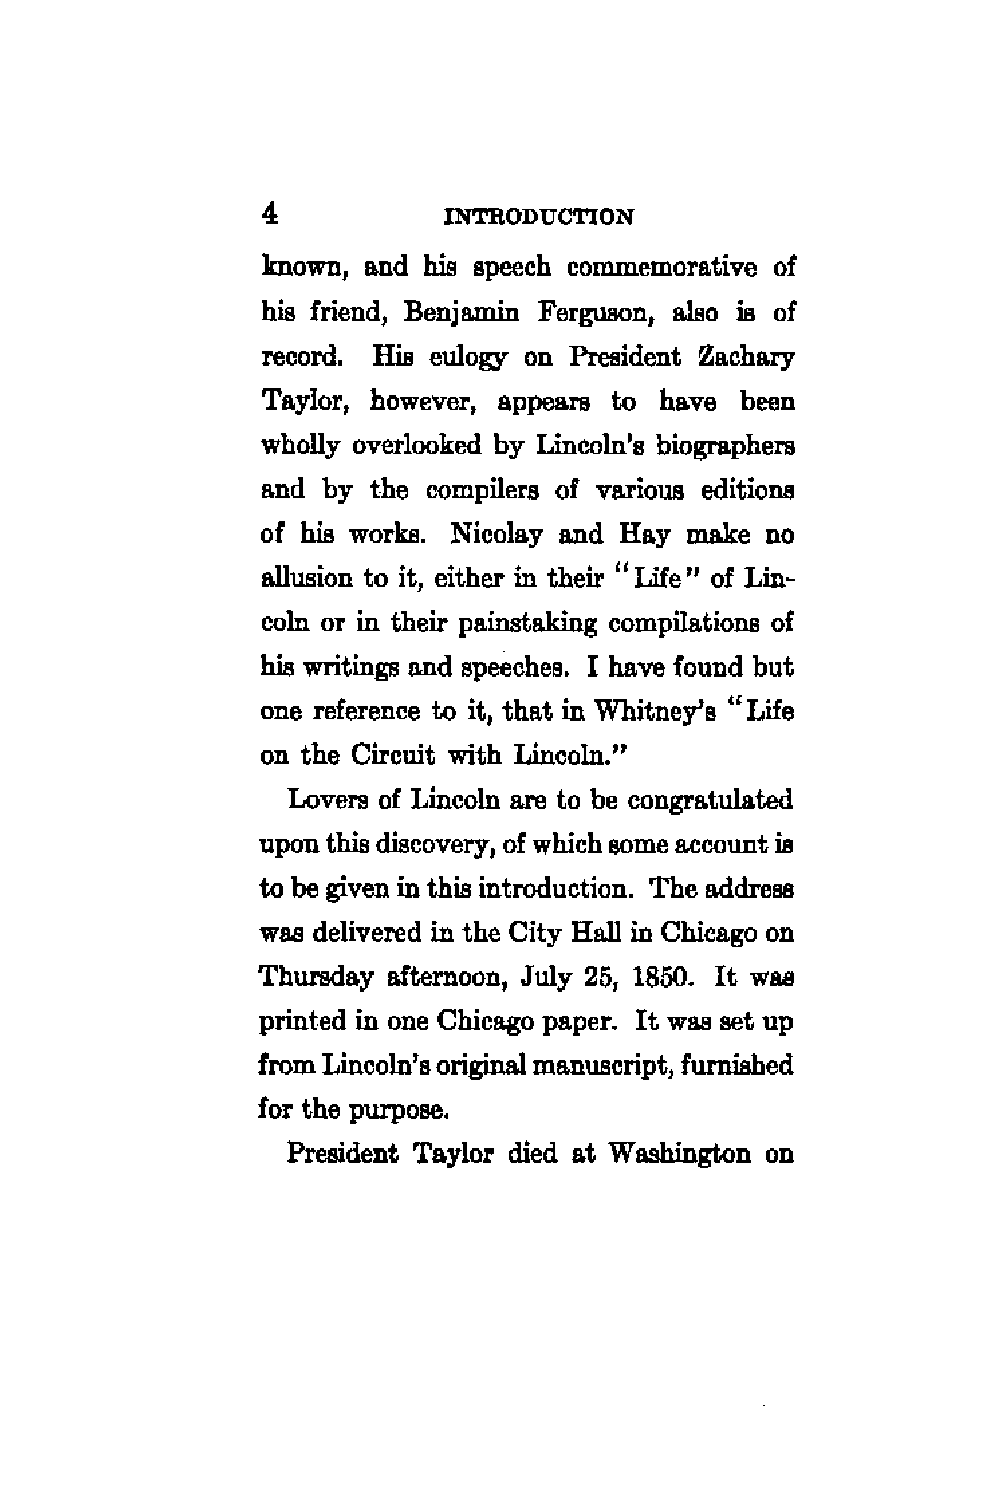 4 INTRODUCTION
known, and his speech commemorative of
his friend, Benjamin Ferguson, also is of
record. His eulogy on President Zachary
Taylor, however, appears to have been
wholly overlooked by Lincoln's biographers
and by the compilers of various editions
of his works. Nicolay and Hay make no
allusion to it, either in their "Life" of Lin-
coln or in their painstaking compilations of
his writings and speeches. I have found but
one reference to it, that in Whitney's "Life
on the Circuit with Lincoln."
Lovers of Lincoln are to be congratulated
upon this discovery, of which some account is
to be given in this introduction. The address
was delivered in the City Hall in Chicago on
Thursday afternoon, July 25, 1850. It was
printed in one Chicago paper. It was set up
from Lincoln's original manuscript, furnished
for the purpose.
President Taylor died at Washington on